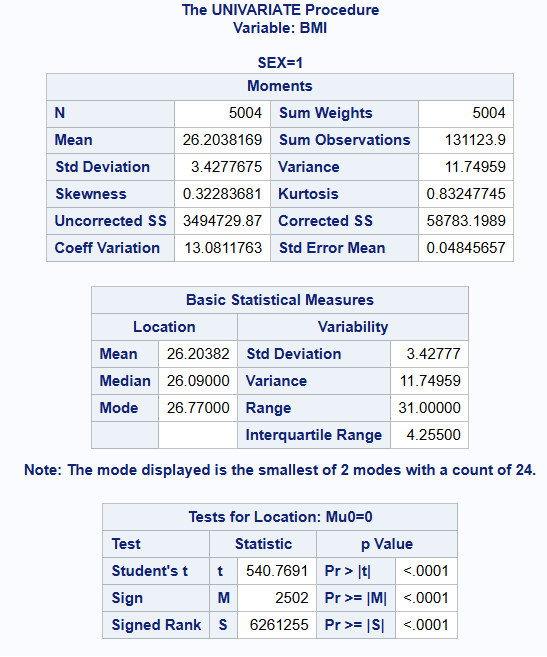 The UNIVARIATE Procedure
Variable: BMI
SEX=1
Moments
N 5004 Sum Weights 5004
Mean 26.2038169 Sum Observations 131123.9
Std Deviation 3.4277675 Variance 11.74959
Skewness 0.32283681 Kurtosis 0.83247745
Uncorrected SS 3494729.87 Corrected SS 58783.1989
Coeff Variation 13.0811763 Std Error Mean 0.04845657
Basic Statistical Measures
Location Variability
Mean 26.20382 Std Deviation 3.42777
Median 26.09000 Variance 11.74959
Mode 26.77000 Range 31.00000
Interquartile Range 4.25500
Note: The mode displayed is the smallest of 2 modes with a count of 24.
Tests for Location: Mu0=0
Test Statistic p Value
Student's t t 540.7691 Pr > |t| <.0001
Sign M 2502 Pr >= |M| <.0001
Signed Rank S 6261255 Pr >= |S| <.0001